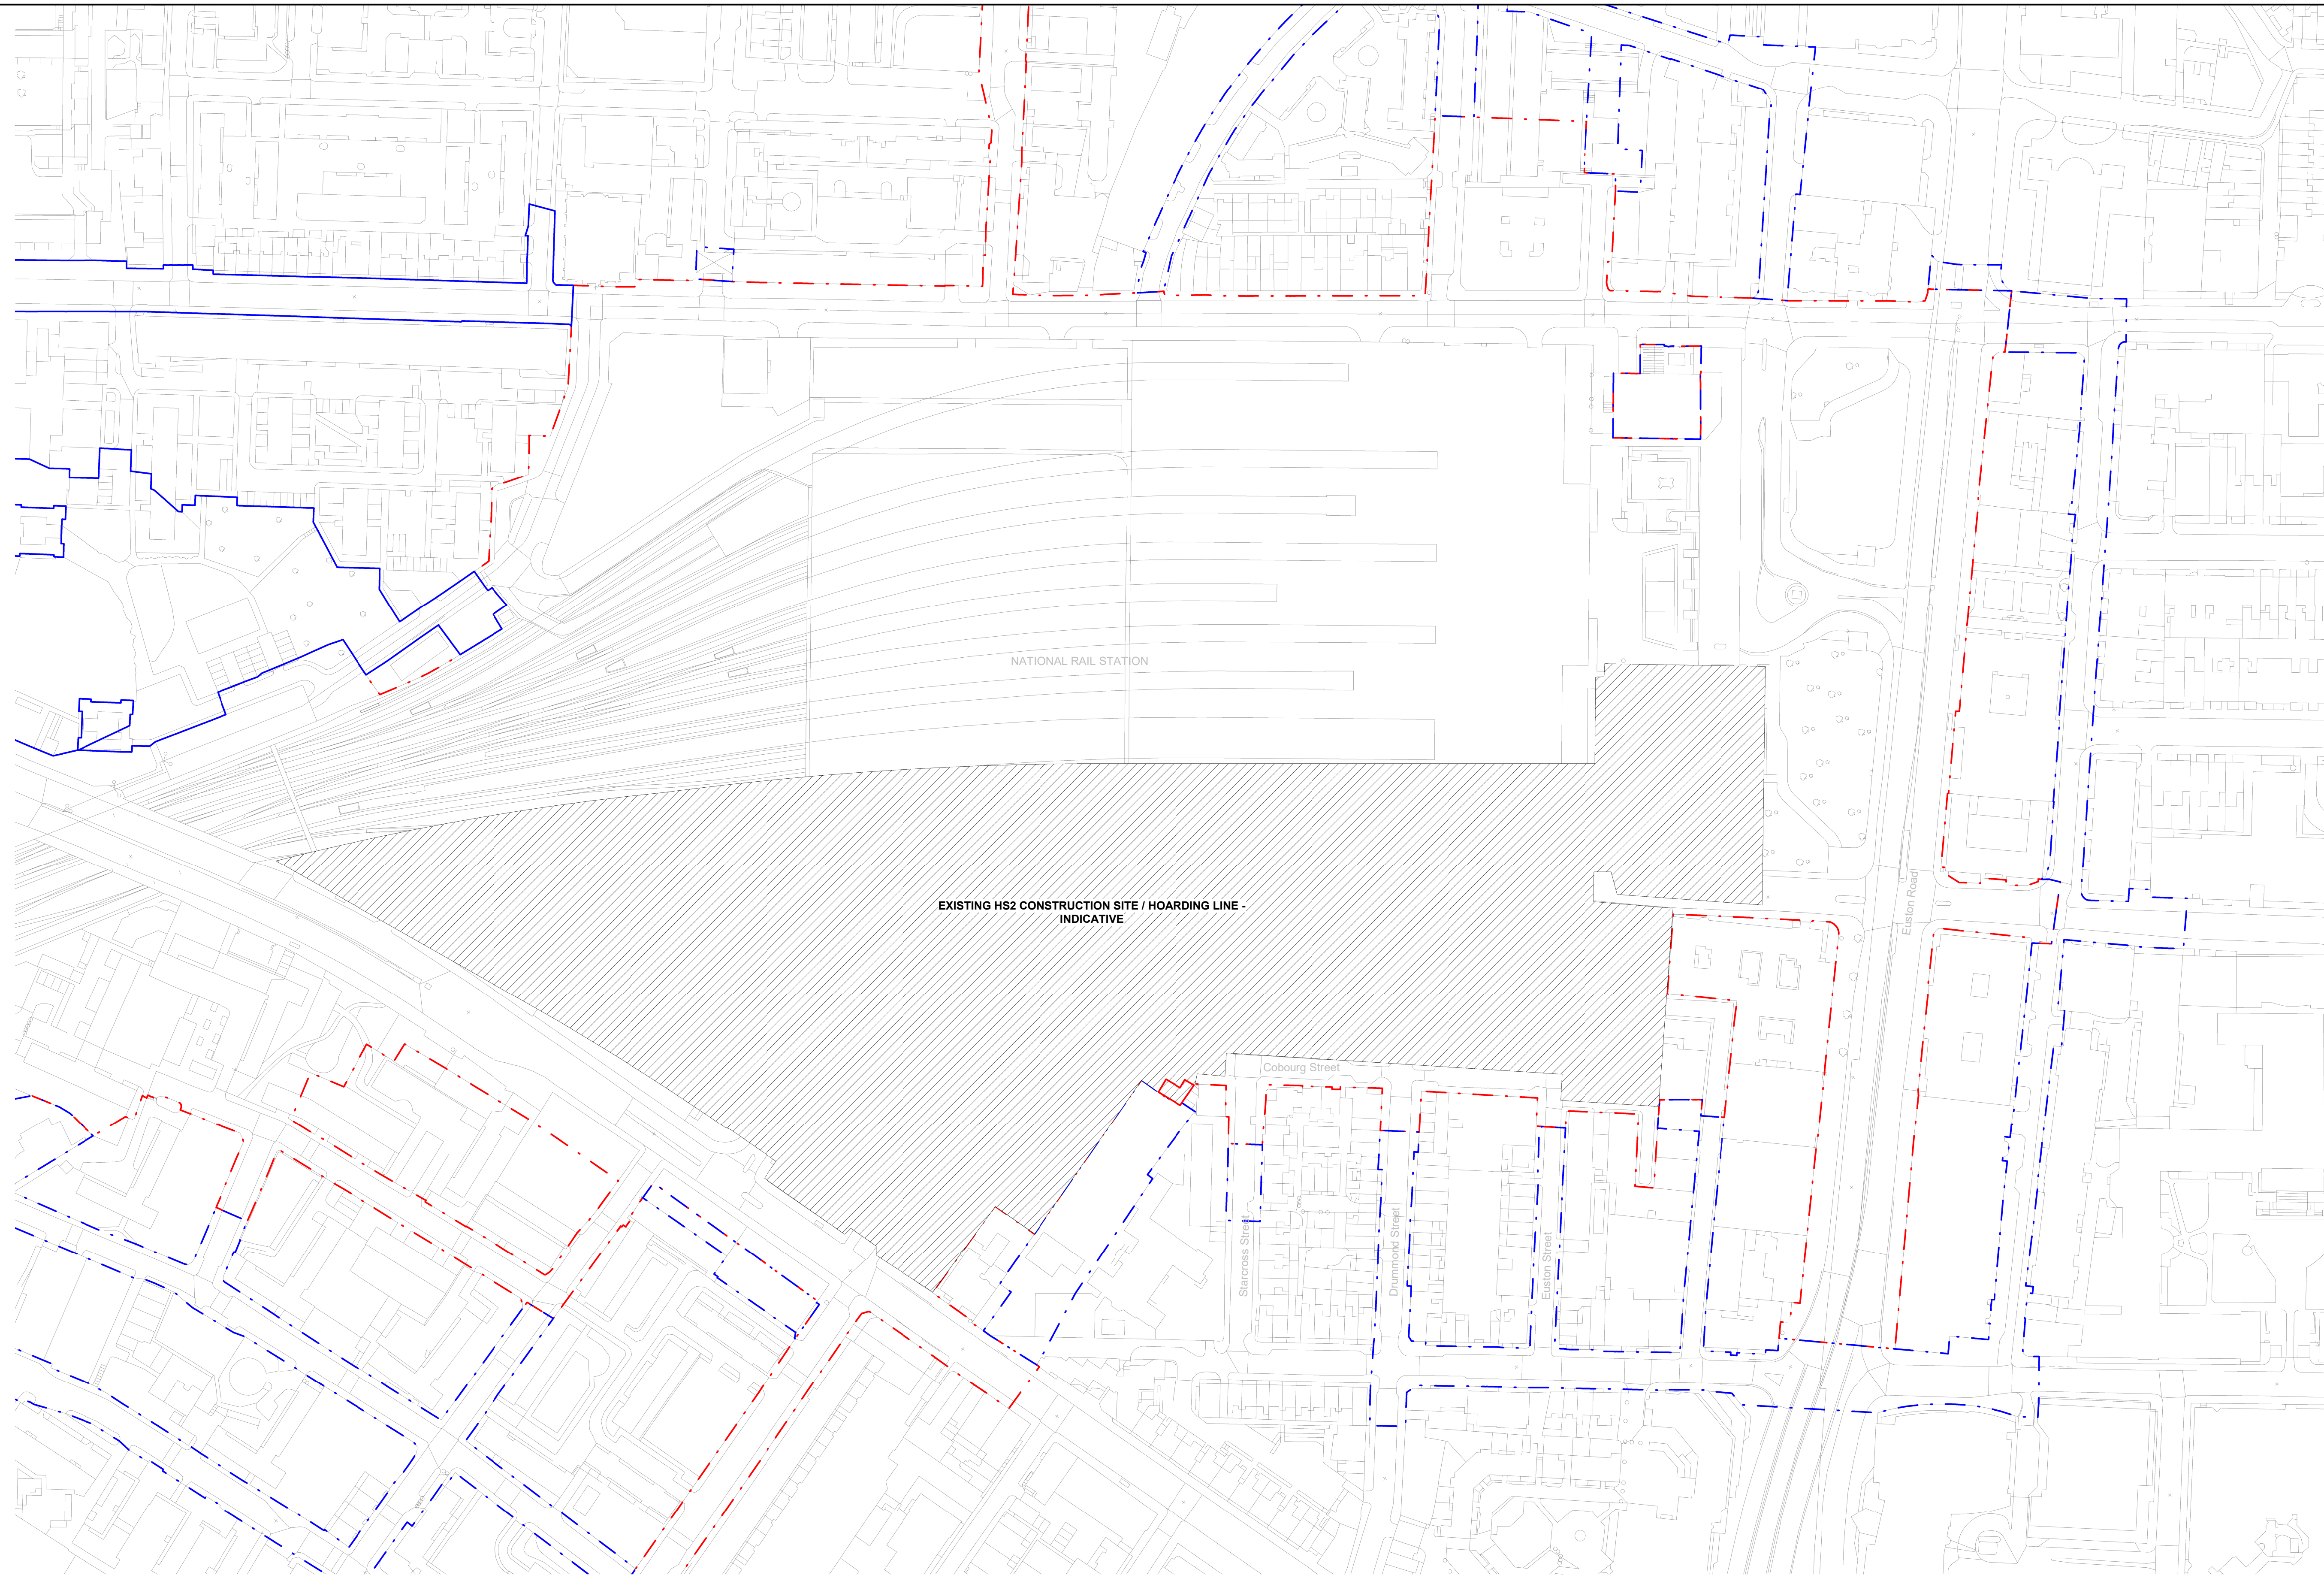 NATIONAL RAIL STATION
EXISTING HS2 CONSTRUCTION SITE / HOARDING LINE -
INDICATIVE
Euston Road
Cobourg Street
Starcross Street
Drummond Street
Euston Street